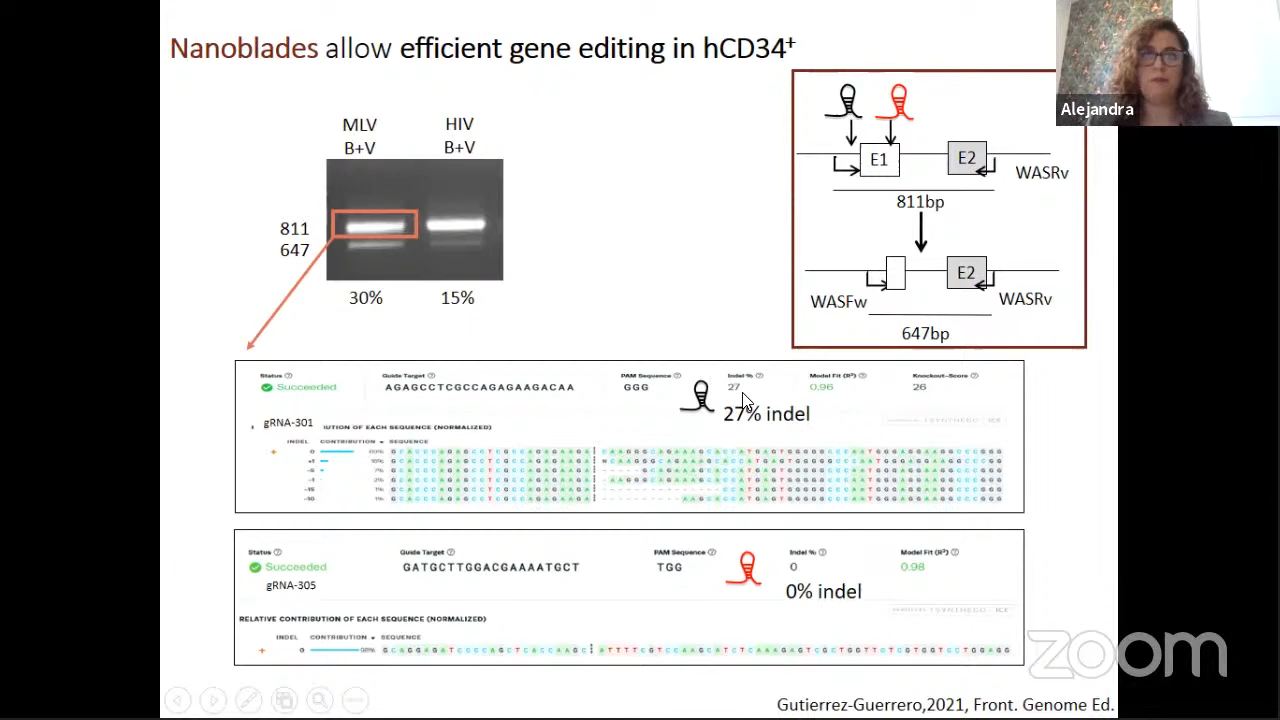 Nanoblades allow efficient gene editing in hCD34+
Alejandra
MLV
B+V
HIV
B+V
811
647
30%
15%
E1
E2
WASRv
811bp
E2
WASFw
WASRv
647bp
Status
Succeeded
Guide Target
AGAGCCTCGCCAGAGAAGACAA
PAM Sequence
GGG
Indel %
27
Model Fit (R²)
0.96
Knockout-Score
26
27% indel
gRNA-301
UTION OF EACH SEQUENCE (NORMALIZED)
INDEL CONTRIBUTION SEQUENCE
Status
Succeeded
Guide Target
GATGCTTGGACGAAAATGCT
PAM Sequence
TGG
Indel %
0
Model Fit (R²)
0.98
gRNA-305
0% indel
RELATIVE CONTRIBUTION OF EACH SEQUENCE (NORMALIZED)
INDEL CONTRIBUTION SEQUENCE
0 98%
zoom
Gutierrez-Guerrero,2021, Front. Genome Ed.